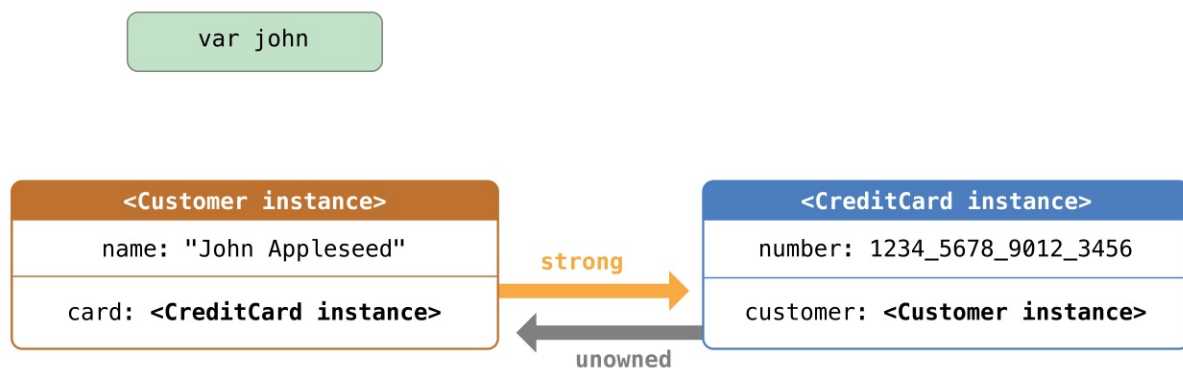 var john
<Customer instance>
name: "John Appleseed"
card: <CreditCard instance>
strong
unowned
<CreditCard instance>
number: 1234_5678_9012_3456
customer: <Customer instance>